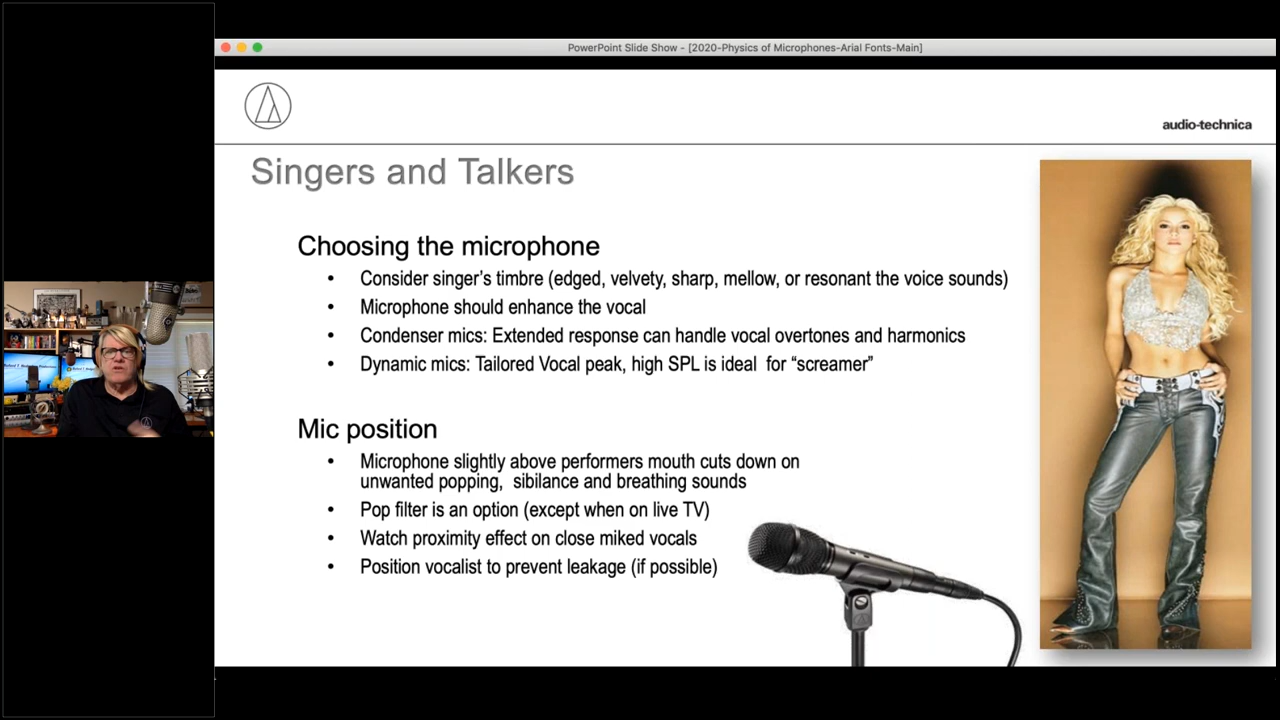 PowerPoint Slide Show - [2020-Physics of Microphones-Arial Fonts-Main]
audio-technica
Singers and Talkers
Choosing the microphone
• Consider singer's timbre (edged, velvety, sharp, mellow, or resonant the voice sounds)
• Microphone should enhance the vocal
• Condenser mics: Extended response can handle vocal overtones and harmonics
• Dynamic mics: Tailored Vocal peak, high SPL is ideal for “screamer”
Mic position
• Microphone slightly above performers mouth cuts down on
unwanted popping, sibilance and breathing sounds
• Pop filter is an option (except when on live TV)
• Watch proximity effect on close miked vocals
• Position vocalist to prevent leakage (if possible)